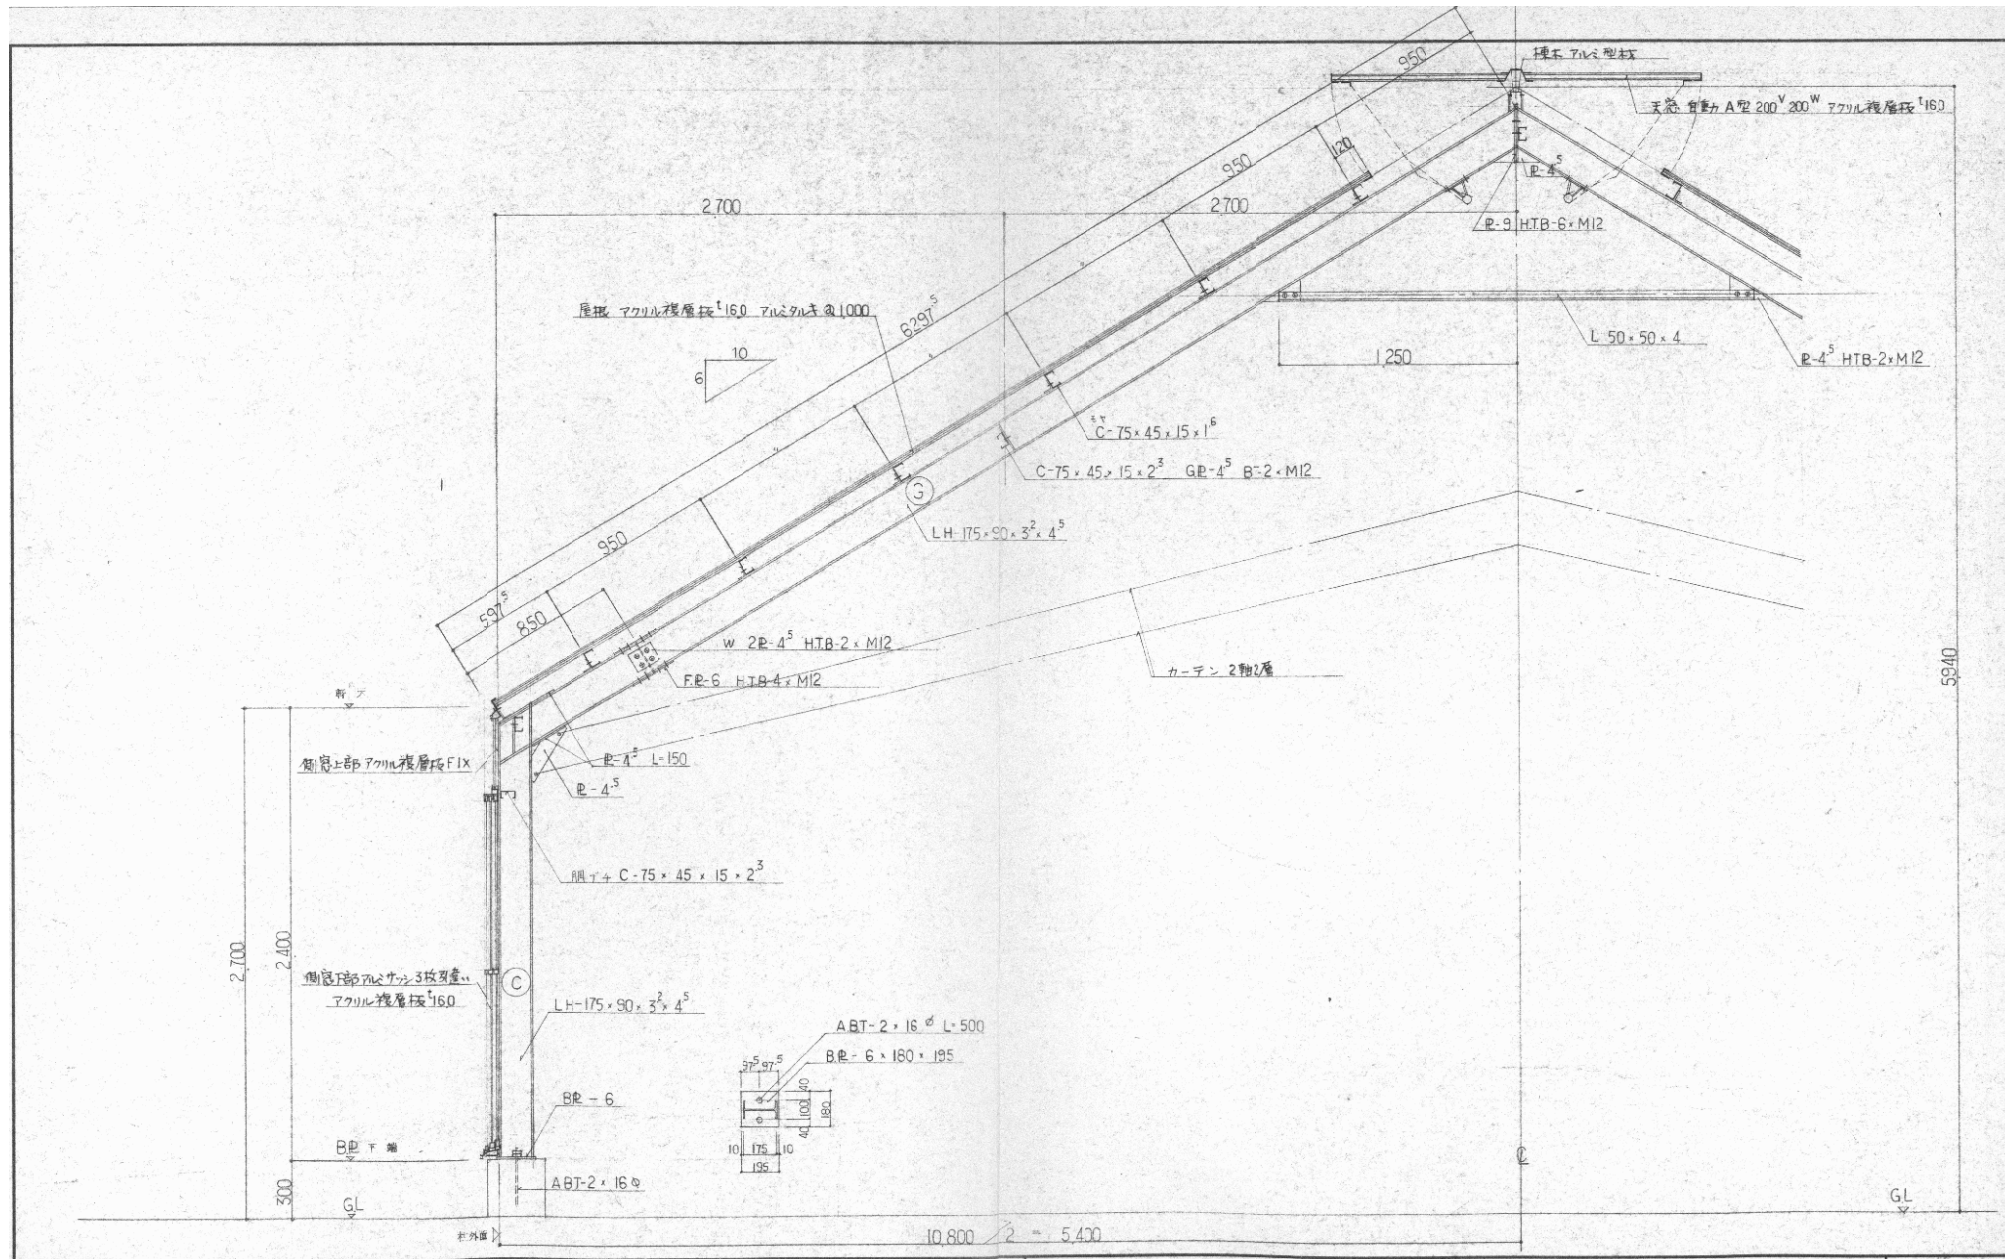 棟木 アルミ型材
天窓 自動 A型 200V 200W アクリル複層板 t16.0
950
950
120
2,700
2,700
PL-4.5
PL-9 H.T.B-6×M12
屋根 アクリル複層板 t16.0 アルミタルキ @1,000
6297.5
10
6
L 50×50×4
1,250
PL-4.5 H.T.B-2×M12
モヤ
C-75×45×15×1.6
C-75×45×15×2.3 G.PL-4.5 B-2×M12
G
LH-175×90×3.2×4.5
950
597.5
850
W 2PL-4.5 H.T.B-2×M12
F.PL-6 H.T.B-4×M12
カーテン 2軸2層
5940
側窓上部 アクリル複層板 FIX
PL-4.5 L=150
PL-4.5
胴ブチ C-75×45×15×2.3
2,700
2,400
側窓下部アルミサッシ3枚引違い
アクリル複層板 t16.0
C
LH-175×90×3.2×4.5
ABT-2×16φ L=500
B.PL-6×180×195
97.5 97.5
40
100
180
40
10 175 10
195
B.PL-6
B.PL 下端
ABT-2×16φ
300
G.L
CL
G.L
柱外面
10,800 / 2 = 5,400